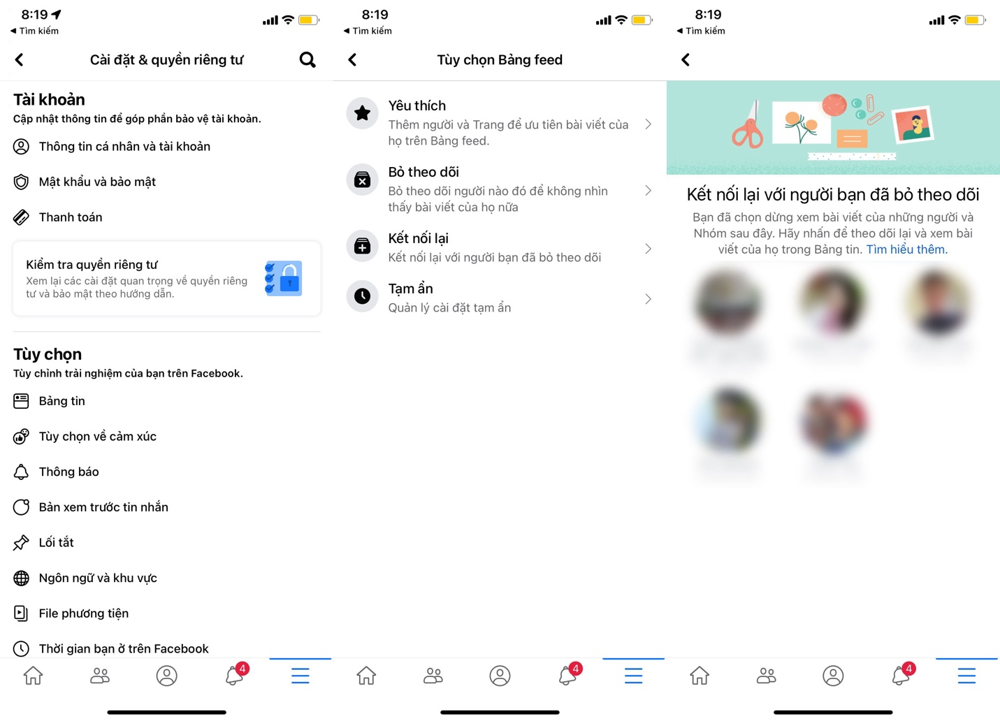 8:19
◄ Tìm kiếm
Cài đặt & quyền riêng tư
Tài khoản
Cập nhật thông tin để góp phần bảo vệ tài khoản.
Thông tin cá nhân và tài khoản
Mật khẩu và bảo mật
Thanh toán
Kiểm tra quyền riêng tư
Xem lại các cài đặt quan trọng về quyền riêng
tư và bảo mật theo hướng dẫn.
Tùy chọn
Tùy chỉnh trải nghiệm của bạn trên Facebook.
Bảng tin
Tùy chọn về cảm xúc
Thông báo
Bản xem trước tin nhắn
Lối tắt
Ngôn ngữ và khu vực
File phương tiện
Thời gian bạn ở trên Facebook
4
8:19
◄ Tìm kiếm
Tùy chọn Bảng feed
Yêu thích
Thêm người và Trang để ưu tiên bài viết của
họ trên Bảng feed.
Bỏ theo dõi
Bỏ theo dõi người nào đó để không nhìn
thấy bài viết của họ nữa
Kết nối lại
Kết nối lại với người bạn đã bỏ theo dõi
Tạm ẩn
Quản lý cài đặt tạm ẩn
4
8:19
◄ Tìm kiếm
Kết nối lại với người bạn đã bỏ theo dõi
Bạn đã chọn dừng xem bài viết của những người và
Nhóm sau đây. Hãy nhấn để theo dõi lại và xem bài
viết của họ trong Bảng tin. Tìm hiểu thêm.
4